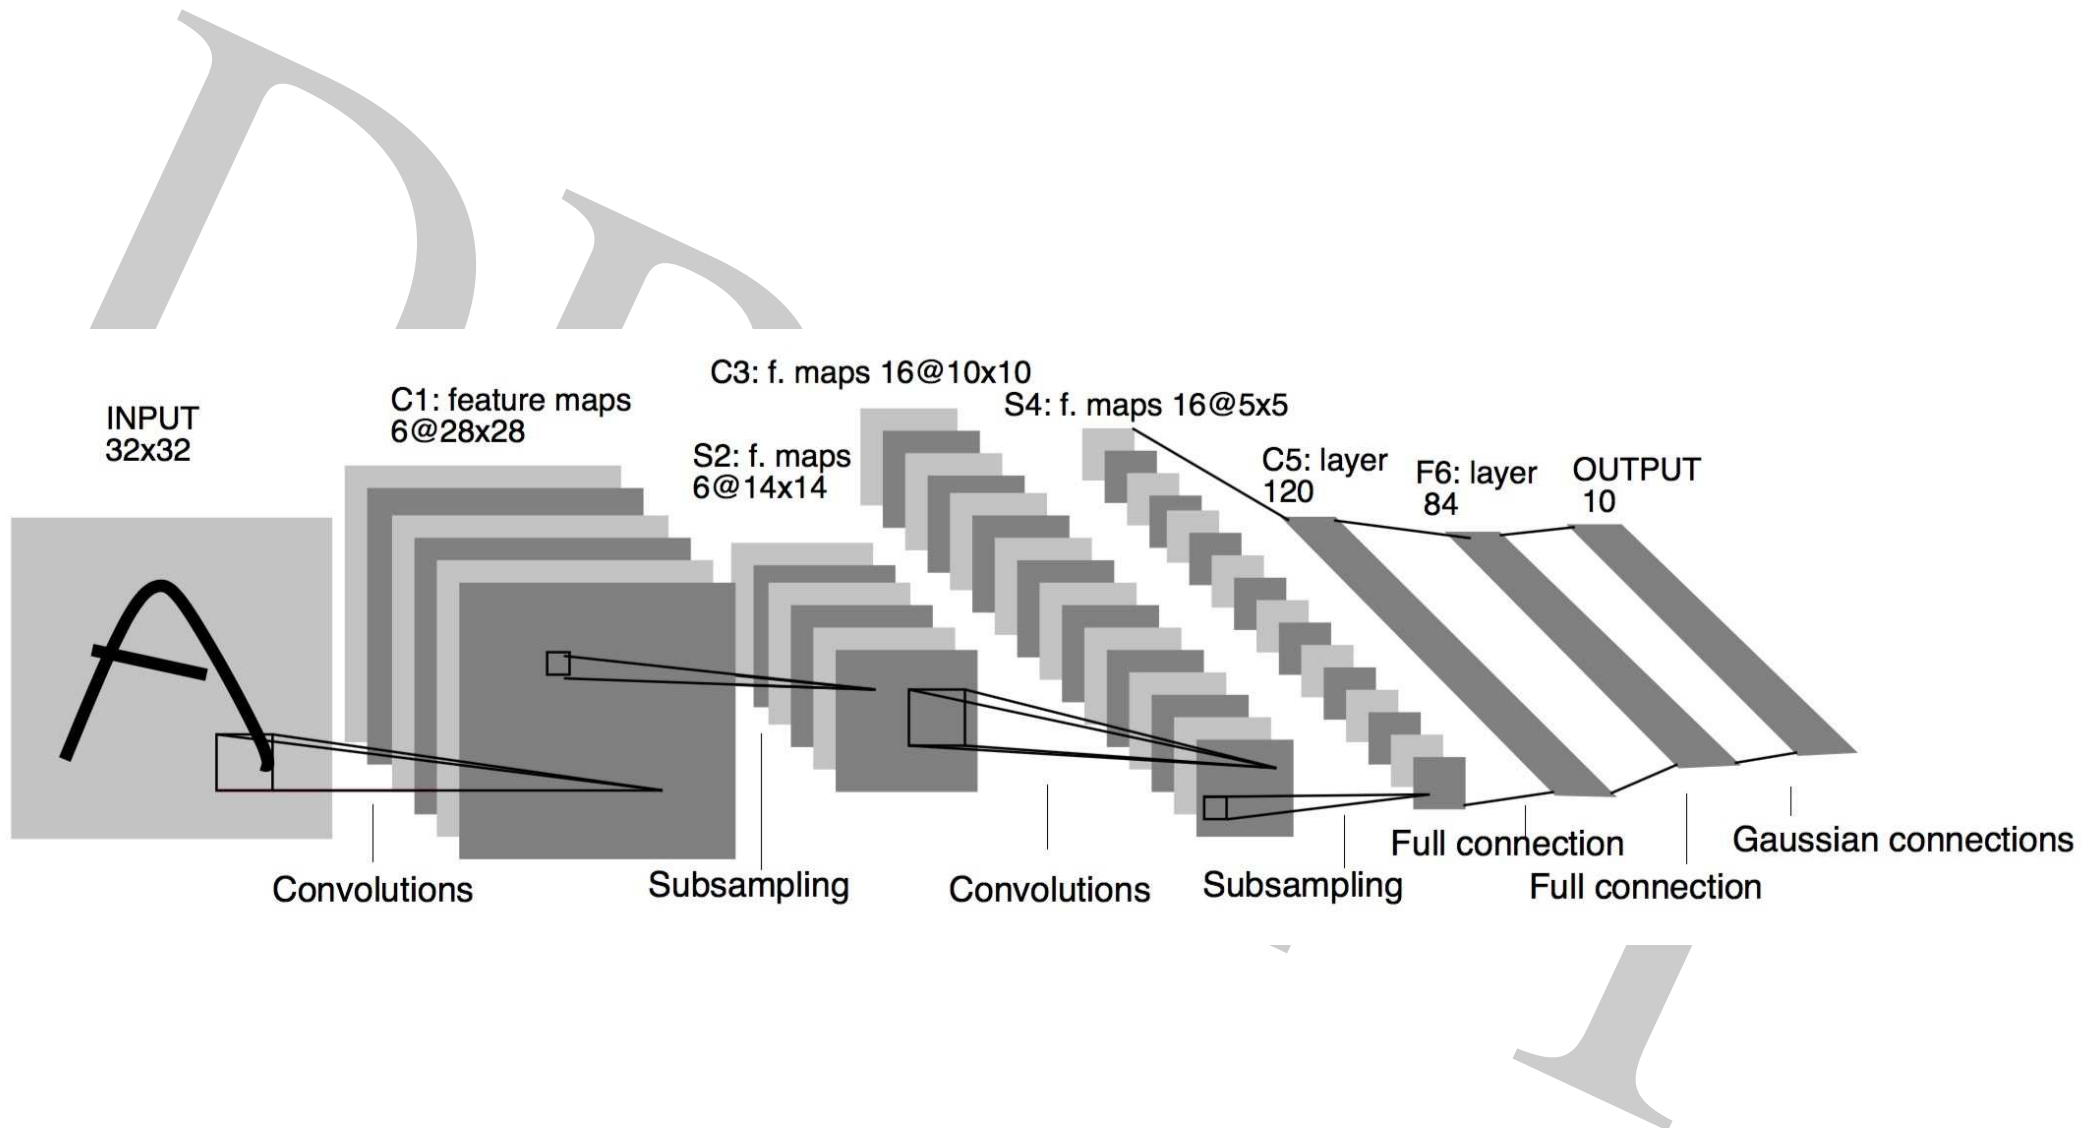 INPUT
32x32
C1: feature maps
6@28x28
S2: f. maps
6@14x14
C3: f. maps 16@10x10
S4: f. maps 16@5x5
C5: layer
120
F6: layer
84
OUTPUT
10
Convolutions
Subsampling
Convolutions
Subsampling
Full connection
Full connection
Gaussian connections